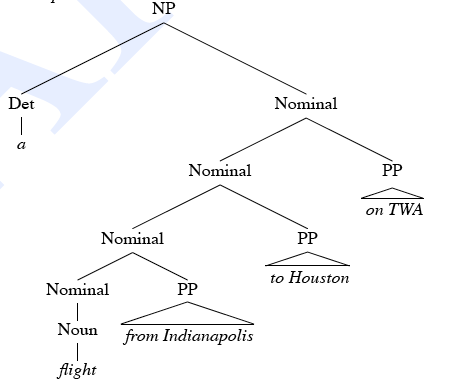 NP
Det Nominal
a
Nominal PP
on TWA
Nominal PP
to Houston
Nominal PP
Noun from Indianapolis
flight